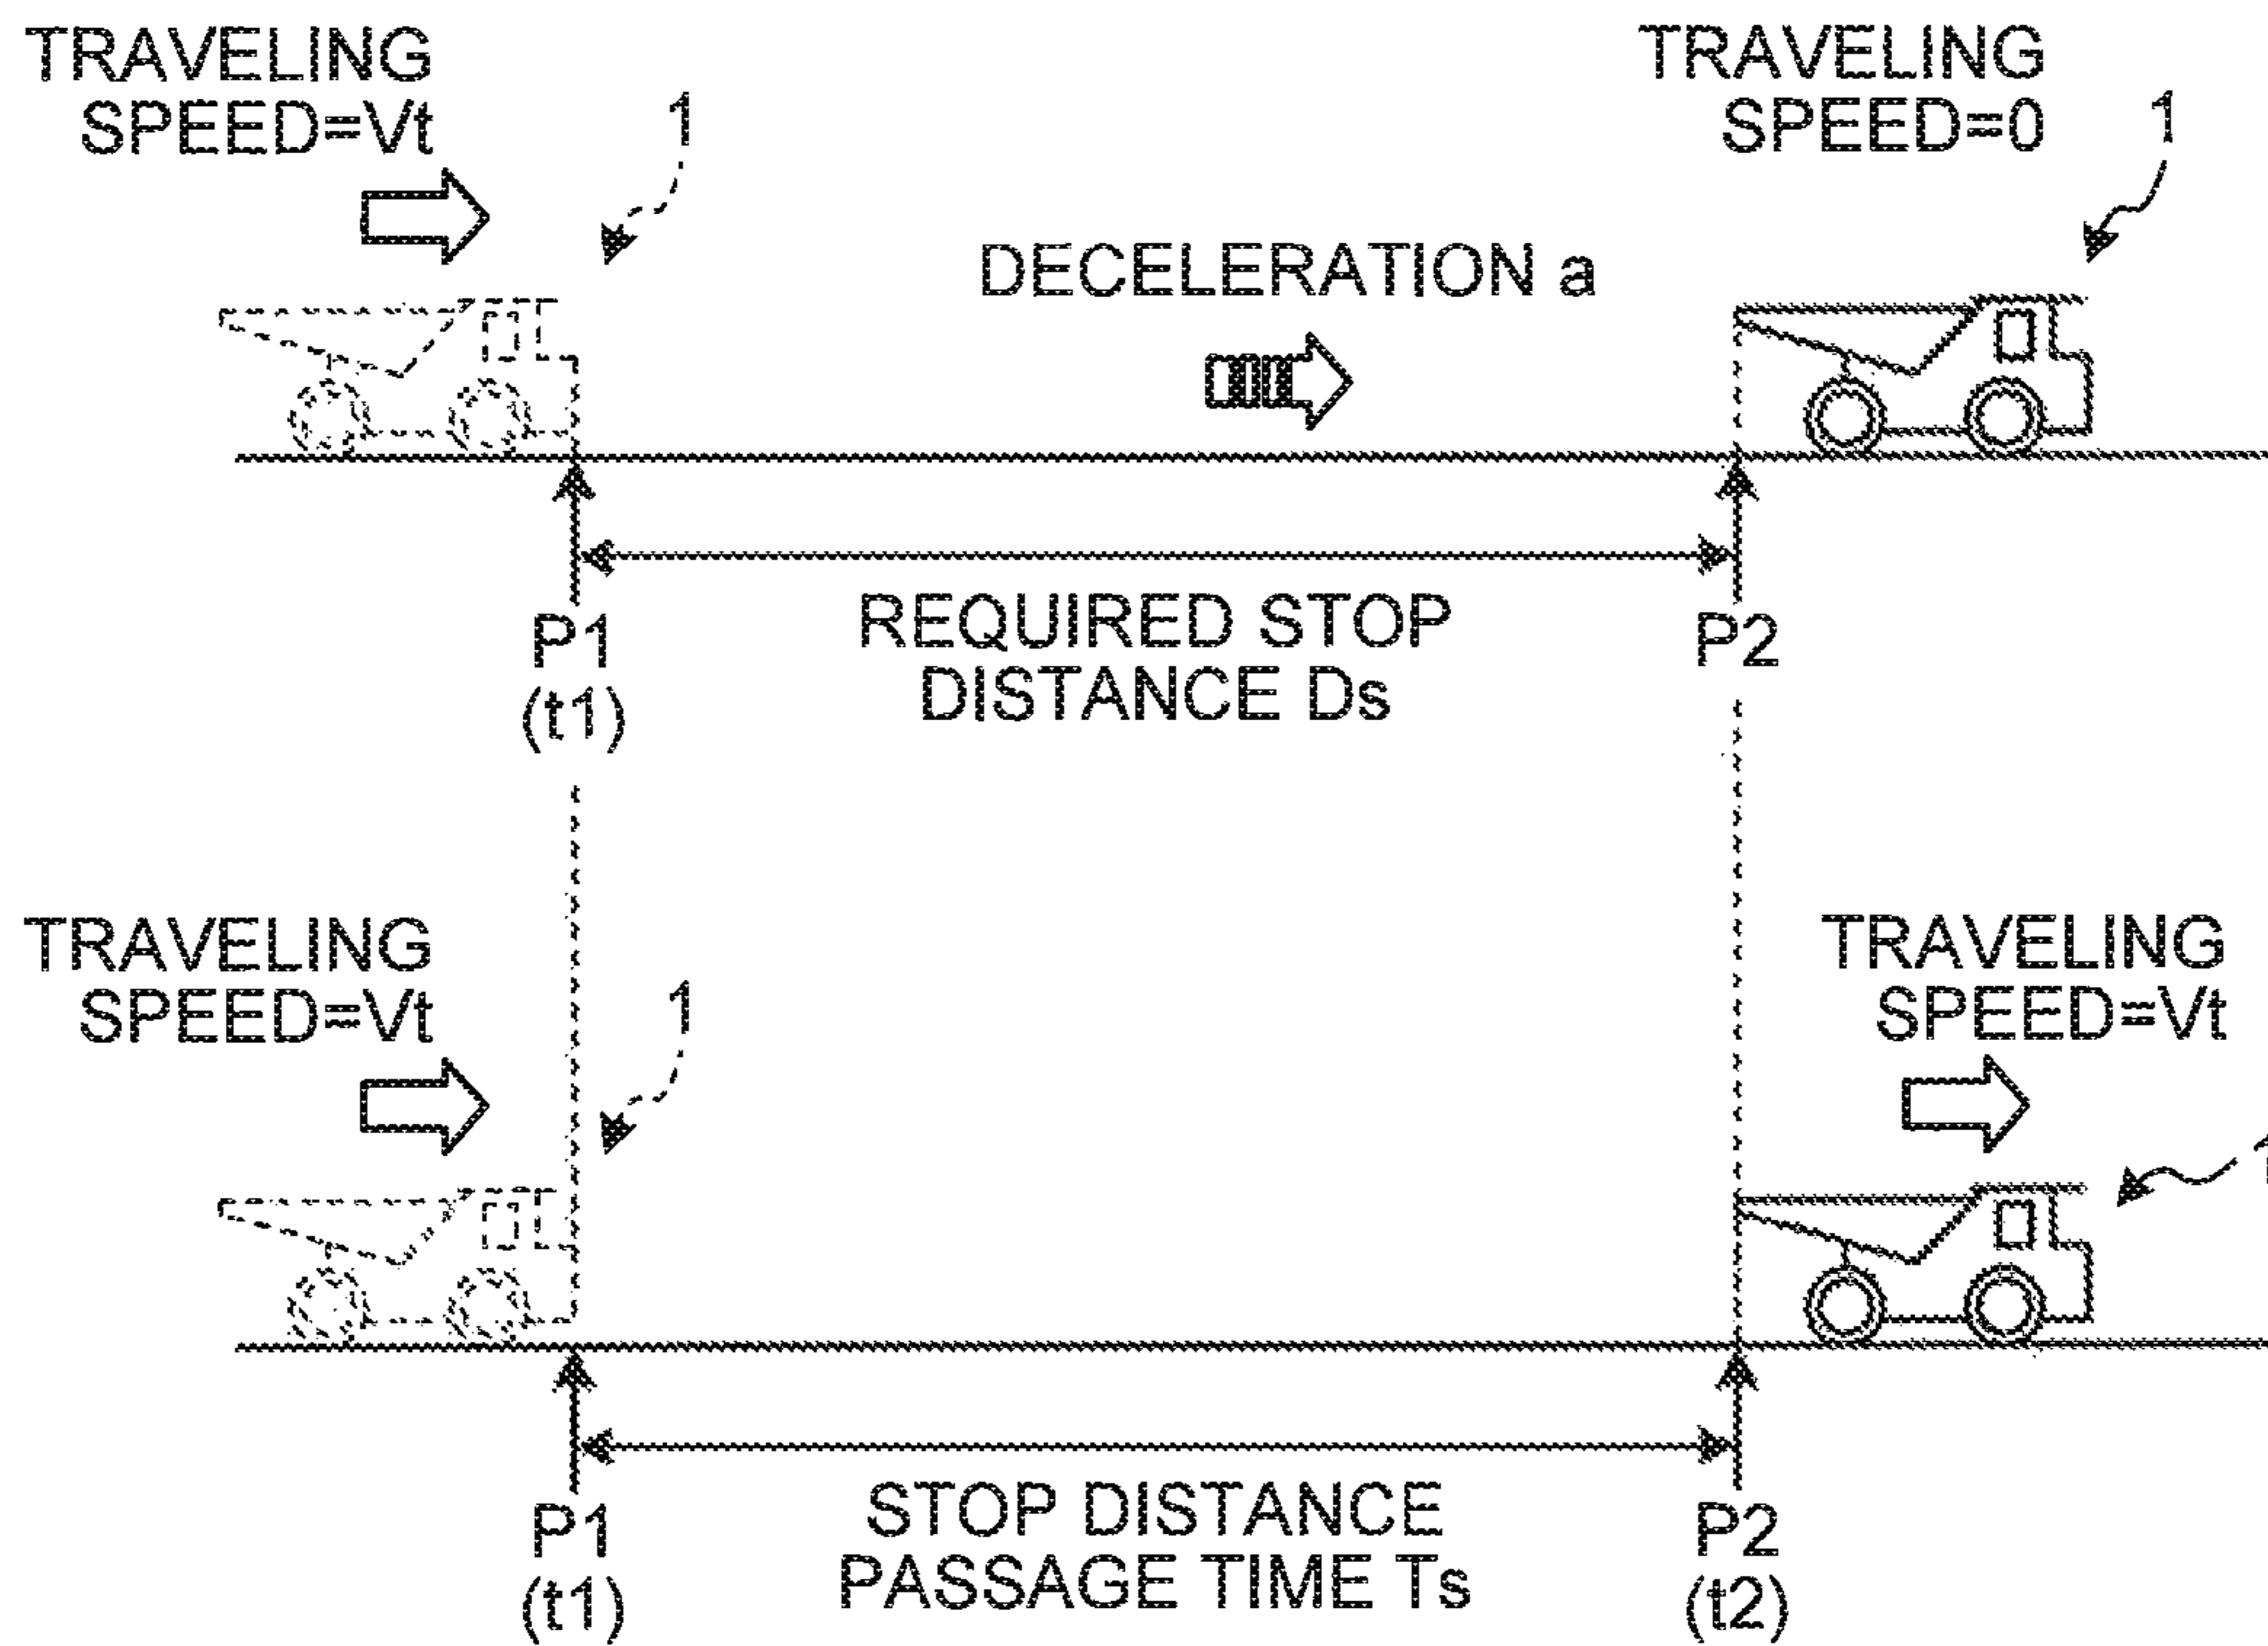 TRAVELING
SPEED=Vt
1
TRAVELING
SPEED=0
1
DECELERATION a
REQUIRED STOP
DISTANCE Ds
P1
(t1)
P2
TRAVELING
SPEED=Vt
1
TRAVELING
SPEED=Vt
1
STOP DISTANCE
PASSAGE TIME Ts
P1
(t1)
P2
(t2)